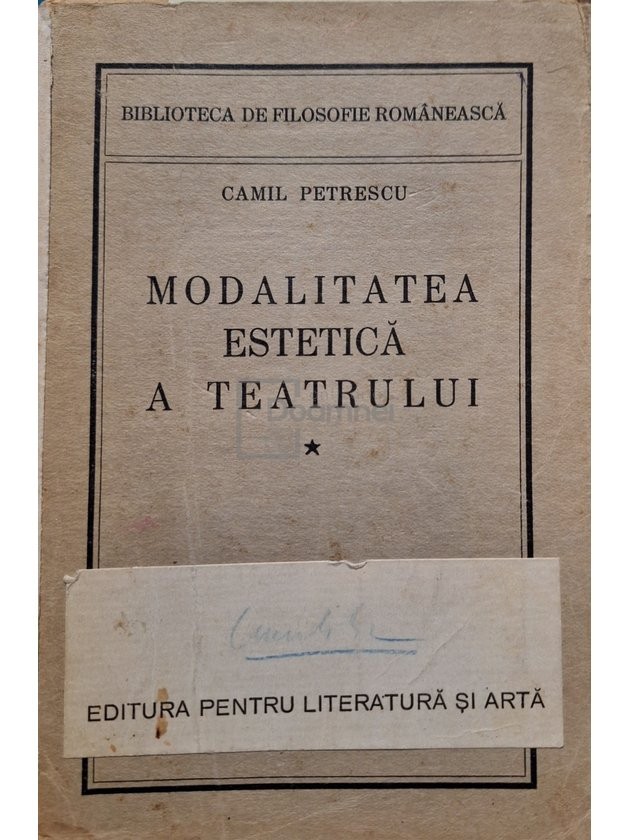 BIBLIOTECA DE FILOSOFIE ROMÂNEASCĂ
CAMIL PETRESCU
MODALITATEA
ESTETICĂ
A TEATRULUI
EDITURA PENTRU LITERATURĂ ȘI ARTĂ